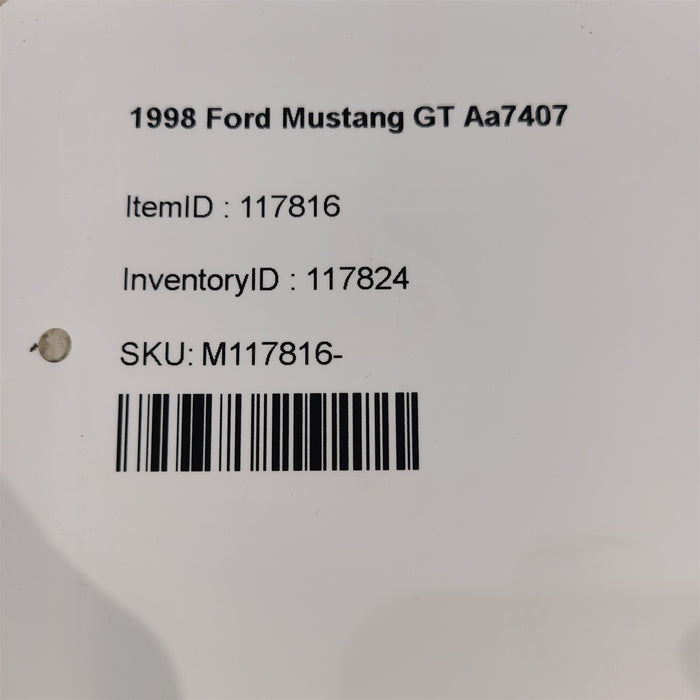 1998 Ford Mustang GT Aa7407
ItemID : 117816
InventoryID : 117824
SKU: M117816-